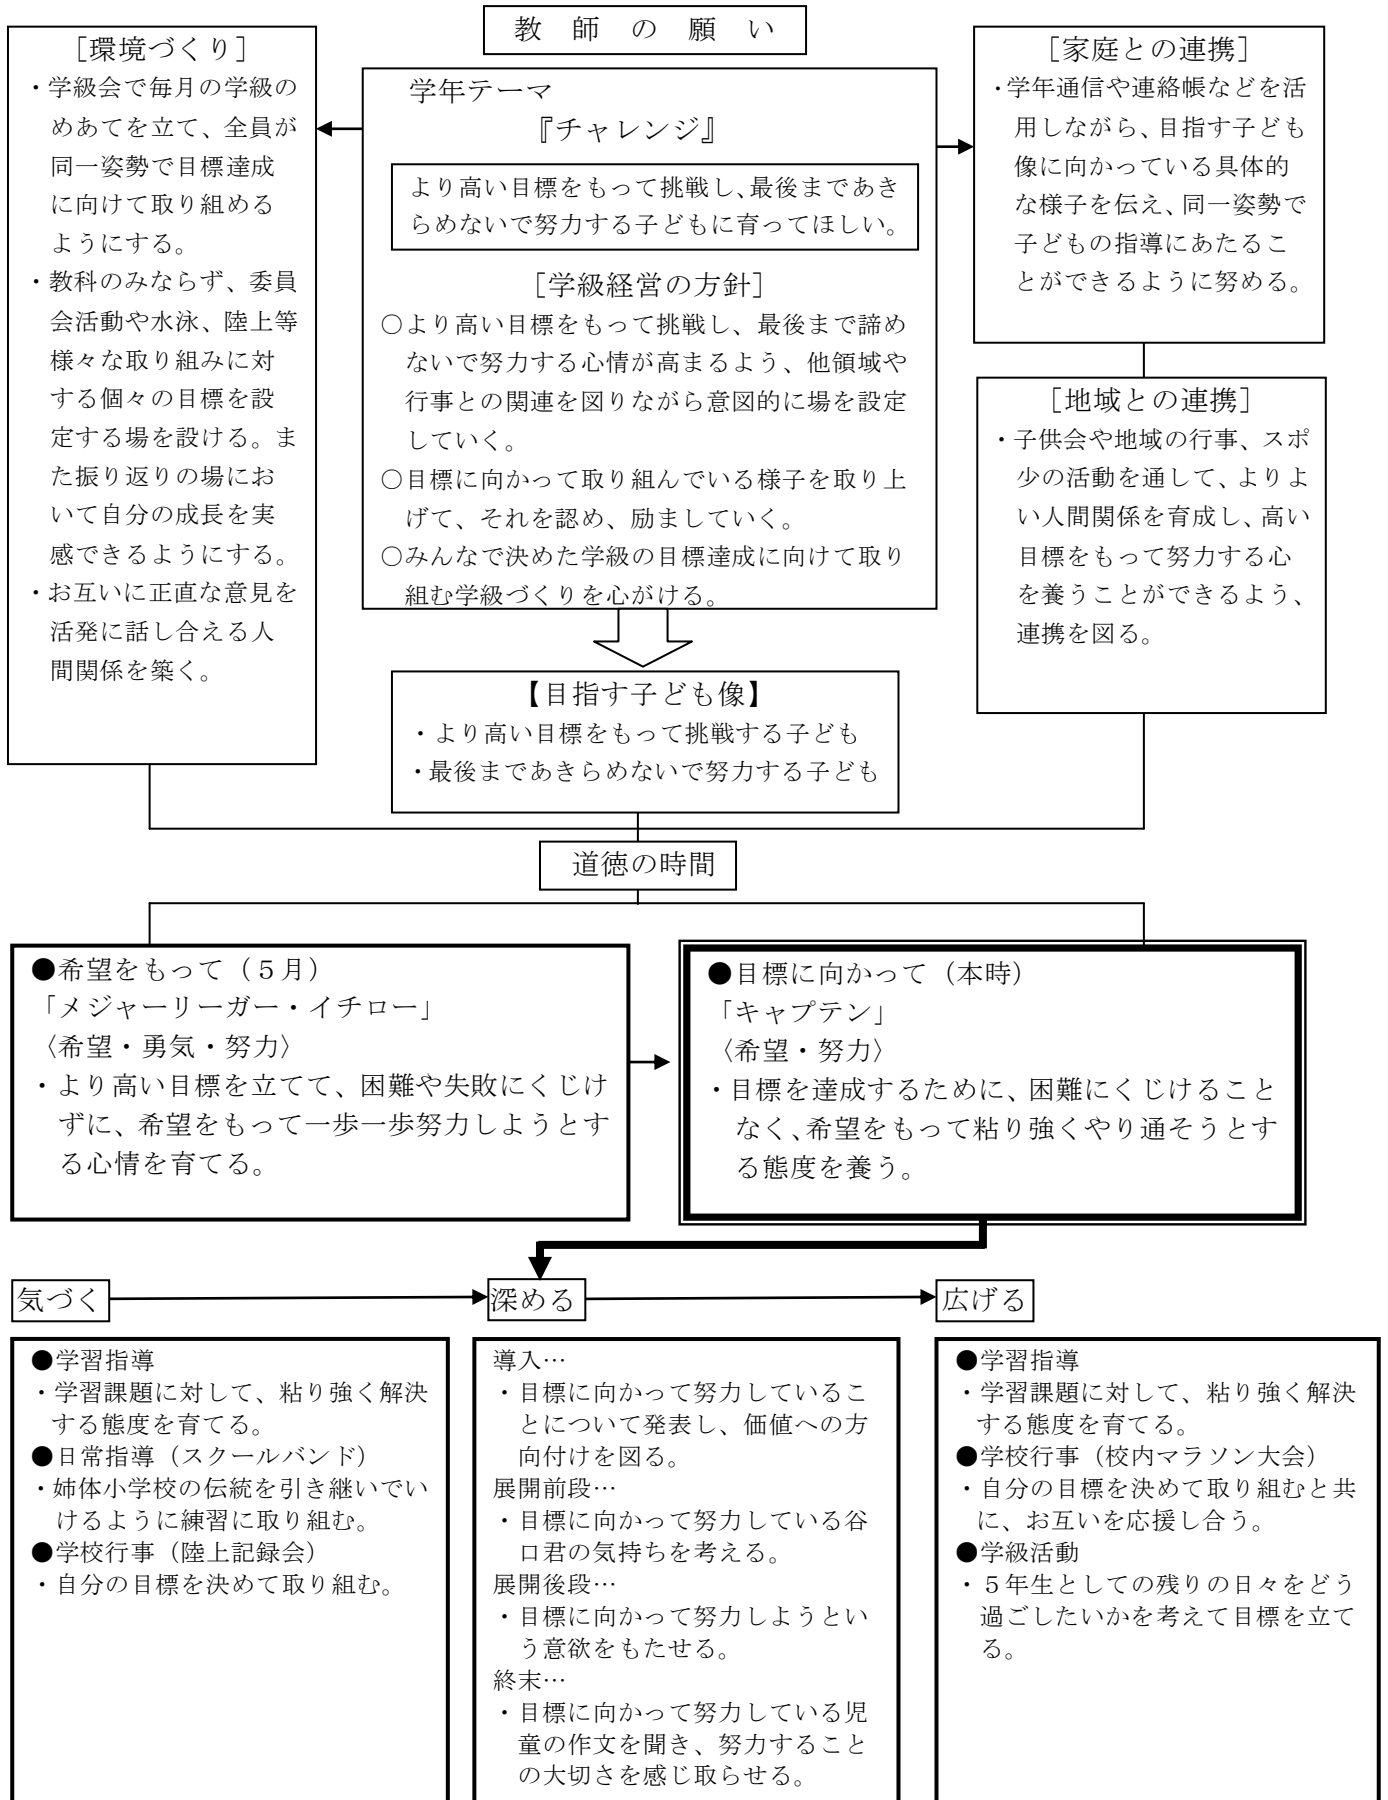 教師の願い
［環境づくり］
・学級会で毎月の学級の
めあてを立て、全員が
同一姿勢で目標達成
に向けて取り組める
ようにする。
・教科のみならず、委員
会活動や水泳、陸上等
様々な取り組みに対
する個々の目標を設
定する場を設ける。ま
た振り返りの場にお
いて自分の成長を実
感できるようにする。
・お互いに正直な意見を
活発に話し合える人
間関係を築く。
学年テーマ
『チャレンジ』
より高い目標をもって挑戦し、最後まであき
らめないで努力する子どもに育ってほしい。
［学級経営の方針］
○より高い目標をもって挑戦し、最後まで諦め
ないで努力する心情が高まるよう、他領域や
行事との関連を図りながら意図的に場を設定
していく。
○目標に向かって取り組んでいる様子を取り上
げて、それを認め、励ましていく。
○みんなで決めた学級の目標達成に向けて取り
組む学級づくりを心がける。
［家庭との連携］
・学年通信や連絡帳などを活
用しながら、目指す子ども
像に向かっている具体的
な様子を伝え、同一姿勢で
子どもの指導にあたるこ
とができるように努める。
［地域との連携］
・子供会や地域の行事、スポ
少の活動を通して、よりよ
い人間関係を育成し、高い
目標をもって努力する心
を養うことができるよう、
連携を図る。
【目指す子ども像】
・より高い目標をもって挑戦する子ども
・最後まであきらめないで努力する子ども
道徳の時間
●希望をもって（５月）
「メジャーリーガー・イチロー」
〈希望・勇気・努力〉
・より高い目標を立てて、困難や失敗にくじけ
ずに、希望をもって一歩一歩努力しようとす
る心情を育てる。
●目標に向かって（本時）
「キャプテン」
〈希望・努力〉
・目標を達成するために、困難にくじけること
なく、希望をもって粘り強くやり通そうとす
る態度を養う。
気づく
深める
広げる
●学習指導
・学習課題に対して、粘り強く解決
する態度を育てる。
●日常指導（スクールバンド）
・姉体小学校の伝統を引き継いでい
けるように練習に取り組む。
●学校行事（陸上記録会）
・自分の目標を決めて取り組む。
導入…
・目標に向かって努力しているこ
とについて発表し、価値への方
向付けを図る。
展開前段…
・目標に向かって努力している谷
口君の気持ちを考える。
展開後段…
・目標に向かって努力しようとい
う意欲をもたせる。
終末…
・目標に向かって努力している児
童の作文を聞き、努力すること
の大切さを感じ取らせる。
●学習指導
・学習課題に対して、粘り強く解決
する態度を育てる。
●学校行事（校内マラソン大会）
・自分の目標を決めて取り組むと共
に、お互いを応援し合う。
●学級活動
・５年生としての残りの日々をどう
過ごしたいかを考えて目標を立て
る。